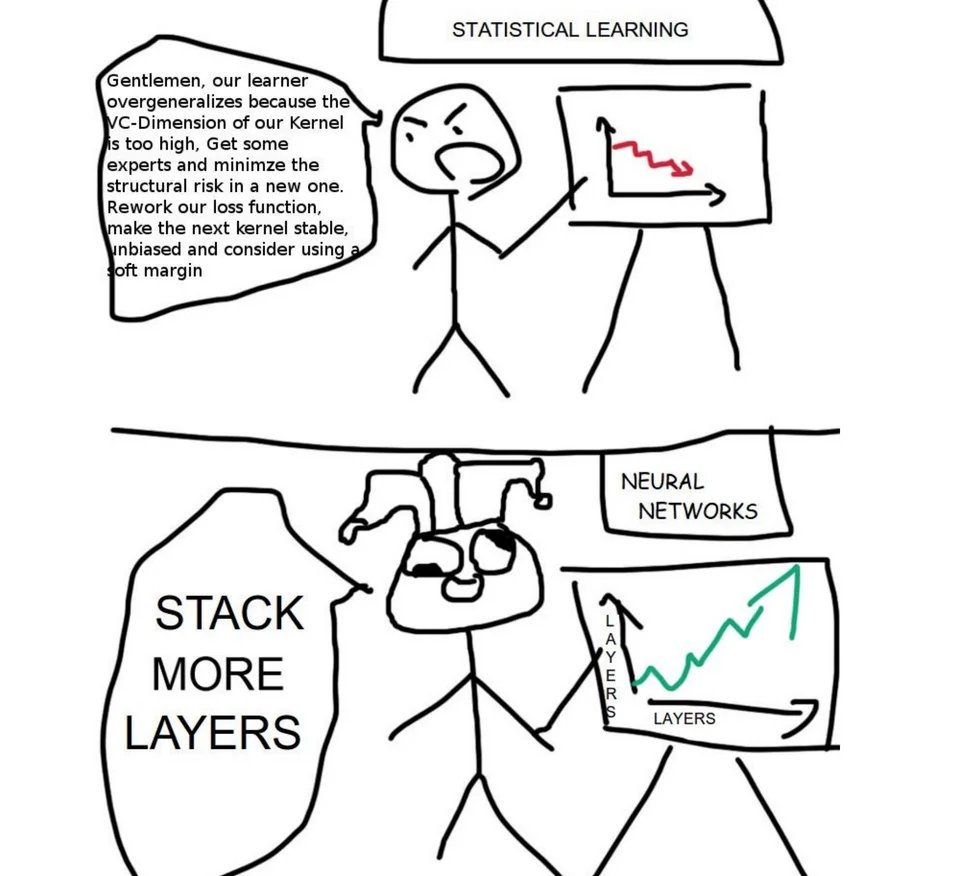 STATISTICAL LEARNING
Gentlemen, our learner
overgeneralizes because the
VC-Dimension of our Kernel
is too high, Get some
experts and minimze the
structural risk in a new one.
Rework our loss function,
make the next kernel stable,
unbiased and consider using a
soft margin
NEURAL
NETWORKS
STACK
MORE
LAYERS
LAYERS
LAYERS